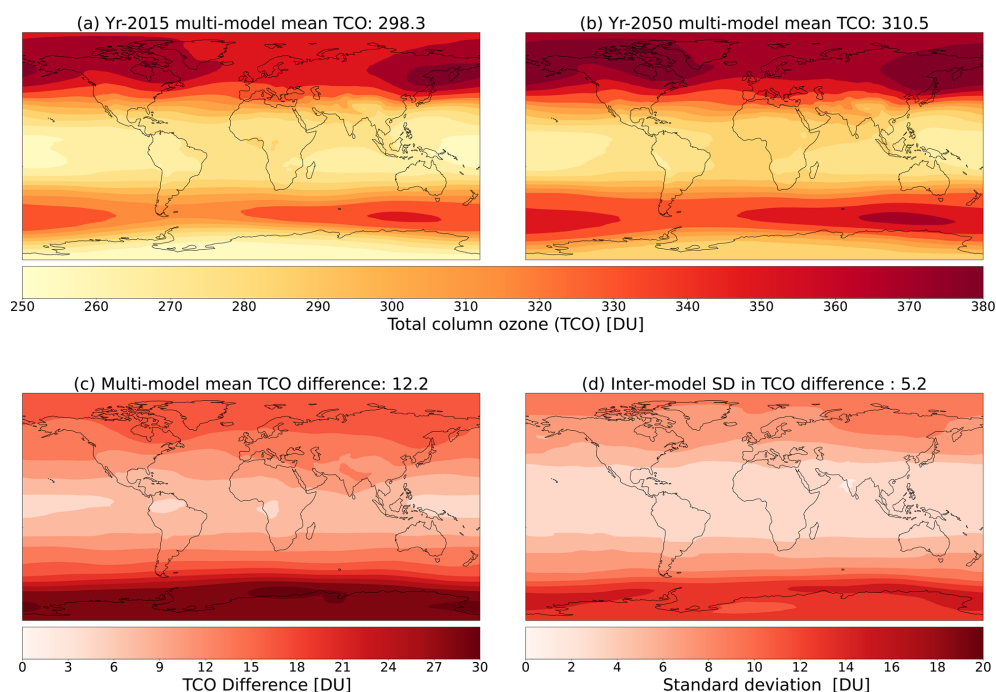 (a) Yr-2015 multi-model mean TCO: 298.3
(b) Yr-2050 multi-model mean TCO: 310.5
250 260 270 280 290 300 310 320 330 340 350 360 370 380
Total column ozone (TCO) [DU]
(c) Multi-model mean TCO difference: 12.2
(d) Inter-model SD in TCO difference : 5.2
0 3 6 9 12 15 18 21 24 27 30
0 2 4 6 8 10 12 14 16 18 20
TCO Difference [DU]
Standard deviation [DU]